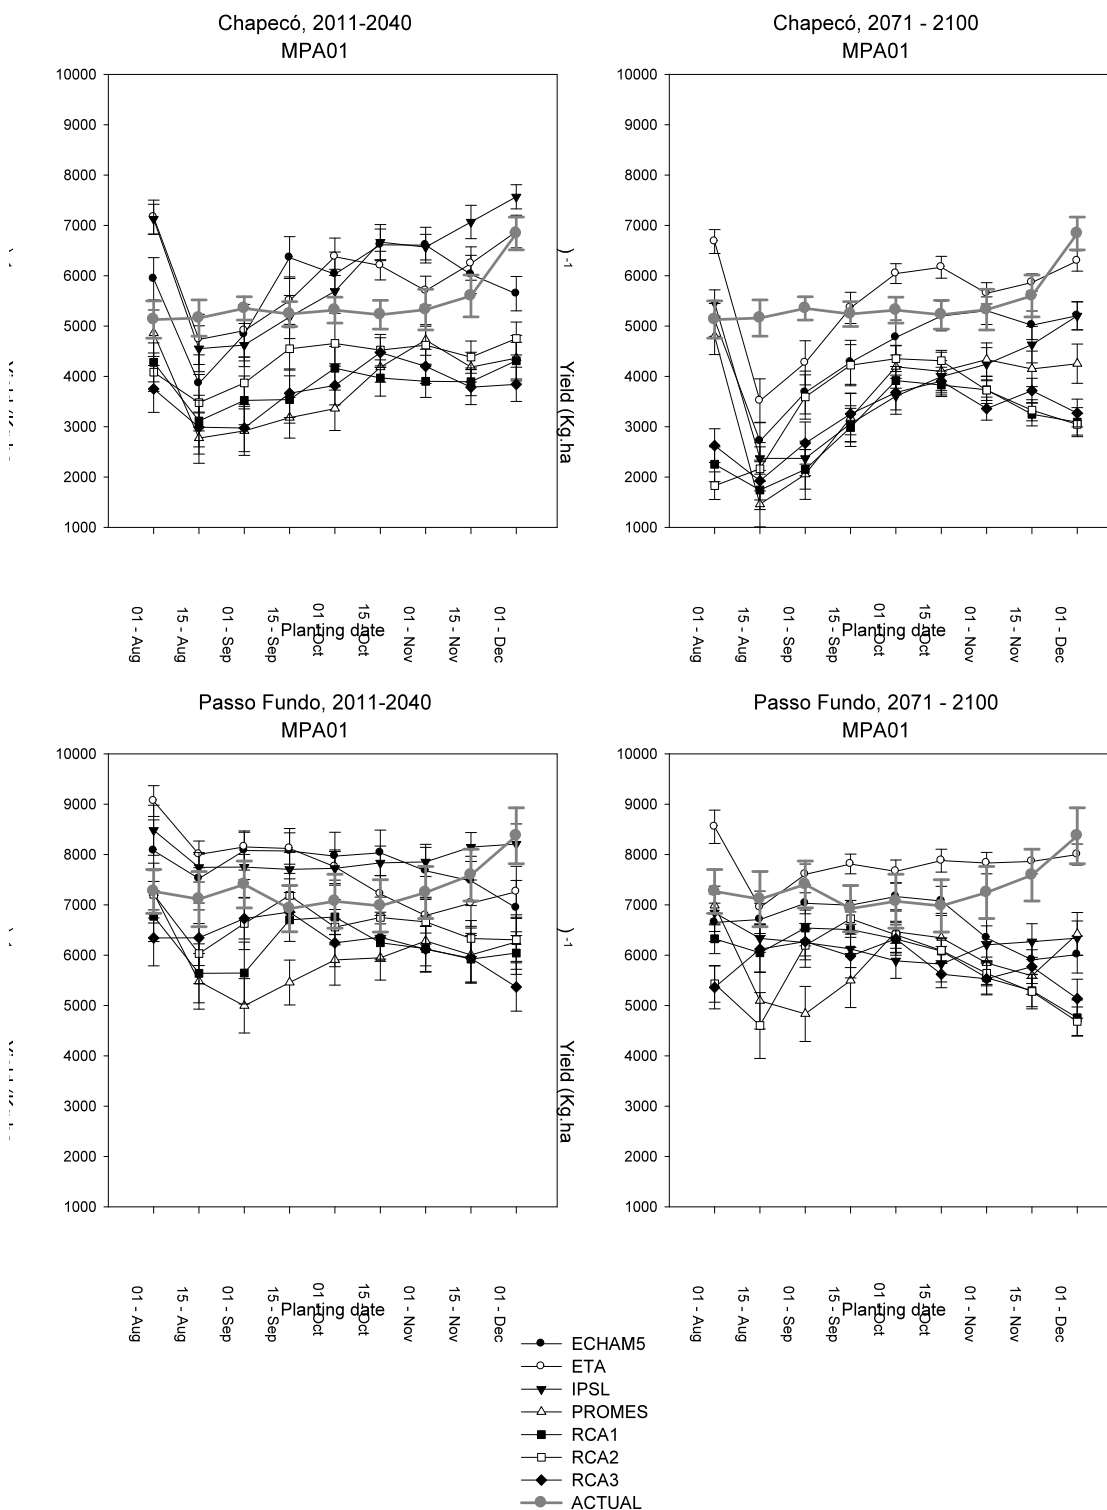 Chapecó, 2011-2040
MPA01
10000
9000
8000
7000
6000
5000
4000
3000
2000
1000
01 - Aug
15 - Aug
01 - Sep
15 - Sep
01 - Oct
15 - Oct
01 - Nov
15 - Nov
01 - Dec
Planting date
Chapecó, 2071 - 2100
MPA01
Yield (Kg.ha
)-1
10000
9000
8000
7000
6000
5000
4000
3000
2000
1000
01 - Aug
15 - Aug
01 - Sep
15 - Sep
01 - Oct
15 - Oct
01 - Nov
15 - Nov
01 - Dec
Planting date
Passo Fundo, 2011-2040
MPA01
10000
9000
8000
7000
6000
5000
4000
3000
2000
1000
01 - Aug
15 - Aug
01 - Sep
15 - Sep
01 - Oct
15 - Oct
01 - Nov
15 - Nov
01 - Dec
Planting date
Passo Fundo, 2071 - 2100
MPA01
Yield (Kg.ha
)-1
10000
9000
8000
7000
6000
5000
4000
3000
2000
1000
01 - Aug
15 - Aug
01 - Sep
15 - Sep
01 - Oct
15 - Oct
01 - Nov
15 - Nov
01 - Dec
Planting date
ECHAM5
ETA
IPSL
PROMES
RCA1
RCA2
RCA3
ACTUAL